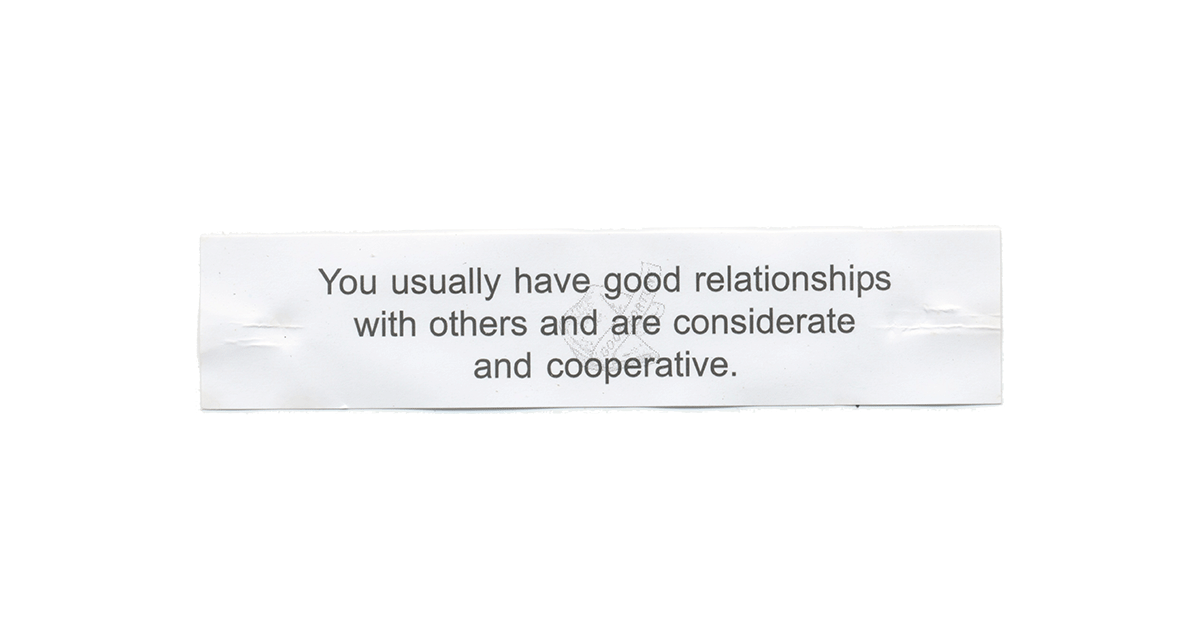 You usually have good relationships
with others and are considerate
and cooperative.